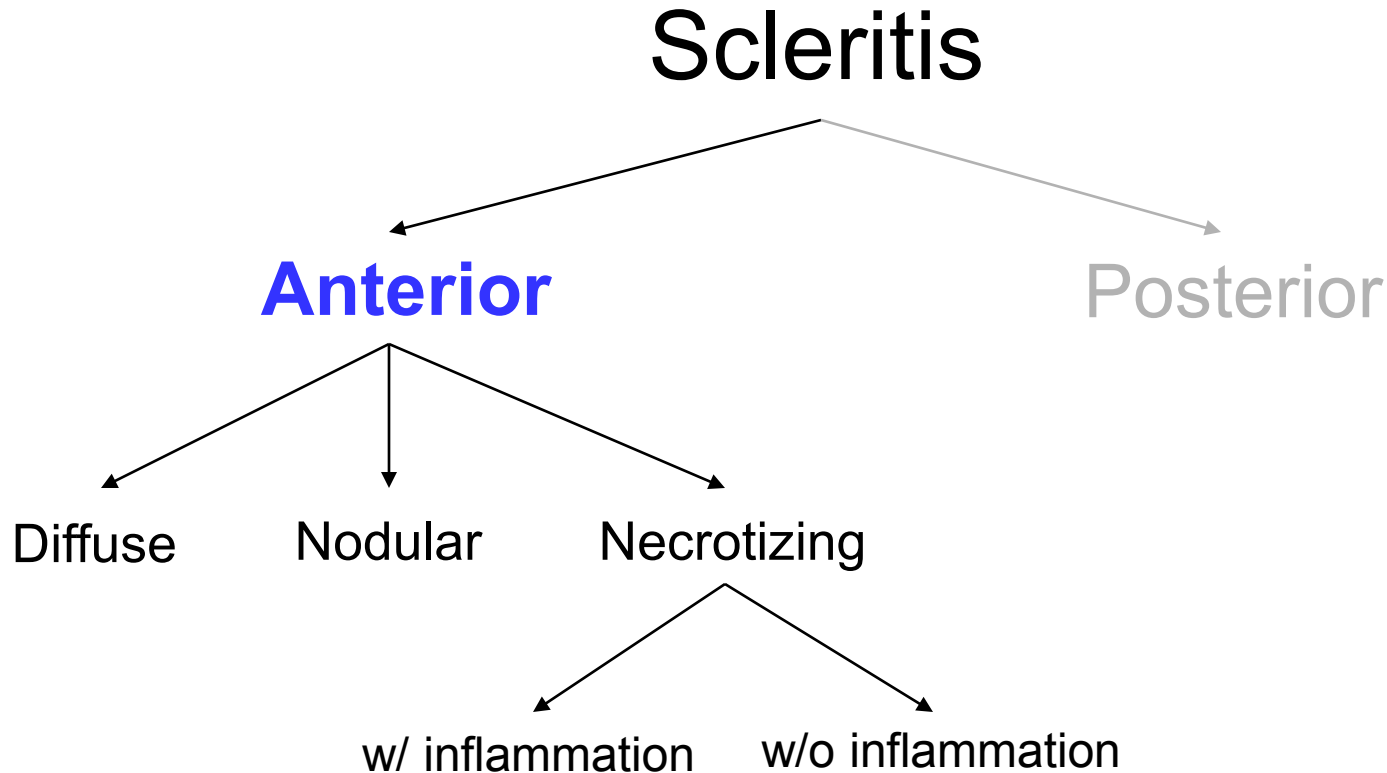 Scleritis
Anterior
Posterior
Diffuse
Nodular
Necrotizing
w/ inflammation
w/o inflammation